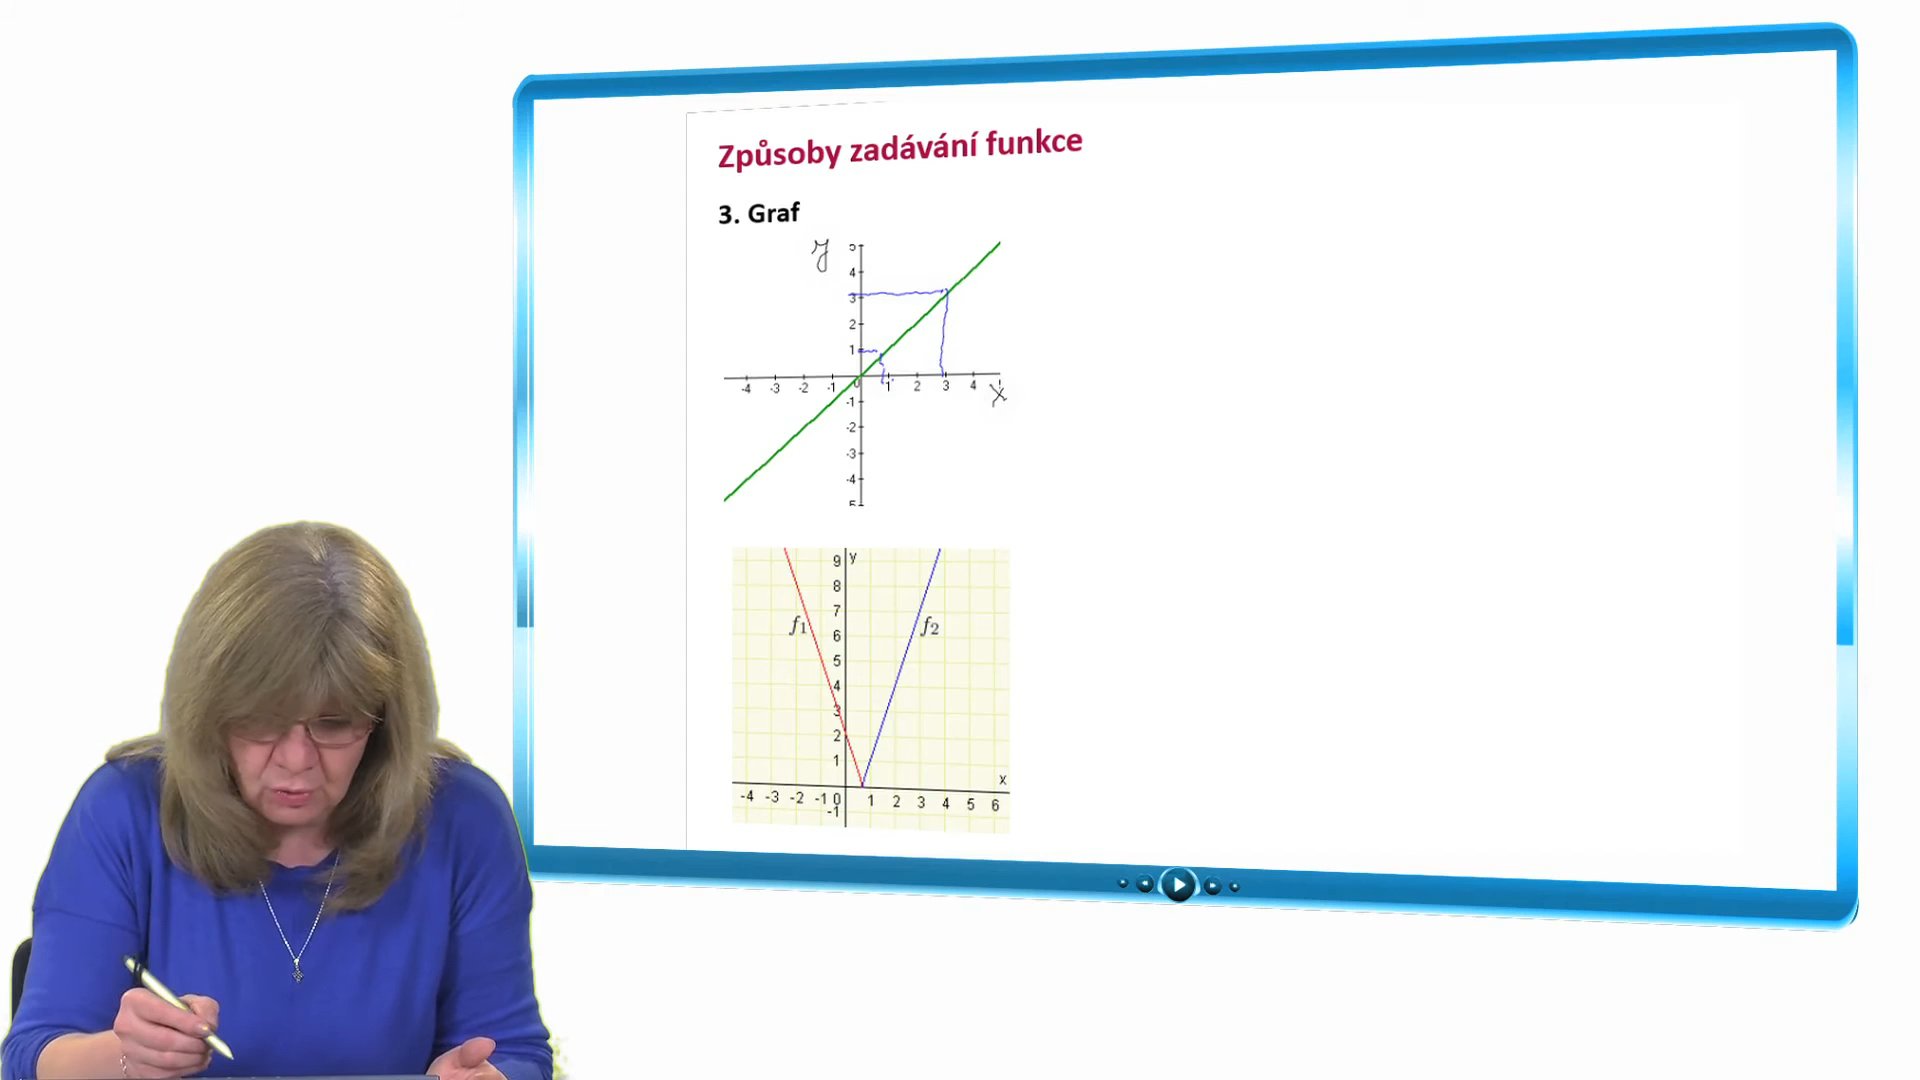 Způsoby zadávání funkce
3. Graf
y
5
4
3
2
1
-4 -3 -2 -1 0 1 2 3 4
x
-1
-2
-3
-4
9 y
8
7
f1 f2
6
5
4
3
2
1
x
-4 -3 -2 -1 0 1 2 3 4 5 6
-1